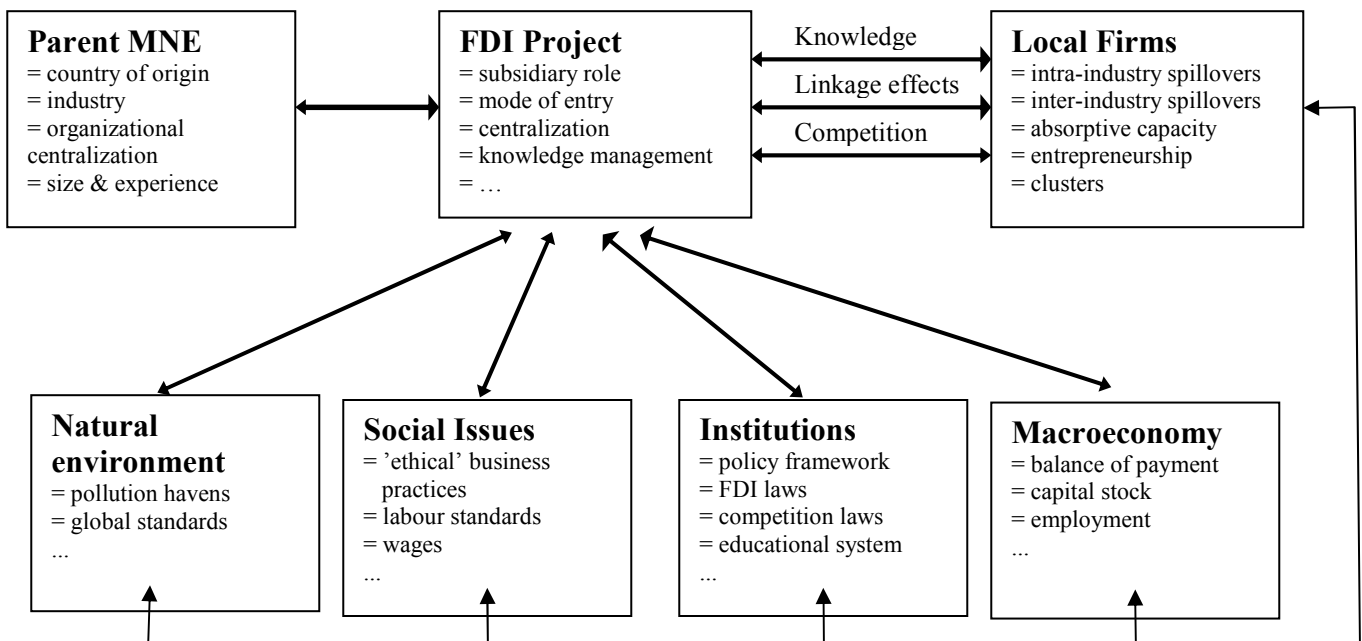 Parent MNE
= country of origin
= industry
= organizational
centralization
= size & experience
FDI Project
= subsidiary role
= mode of entry
= centralization
= knowledge management
= …
Knowledge
Linkage effects
Competition
Local Firms
= intra-industry spillovers
= inter-industry spillovers
= absorptive capacity
= entrepreneurship
= clusters
Natural
environment
= pollution havens
= global standards
...
Social Issues
= ’ethical’ business
practices
= labour standards
= wages
...
Institutions
= policy framework
= FDI laws
= competition laws
= educational system
...
Macroeconomy
= balance of payment
= capital stock
= employment
...